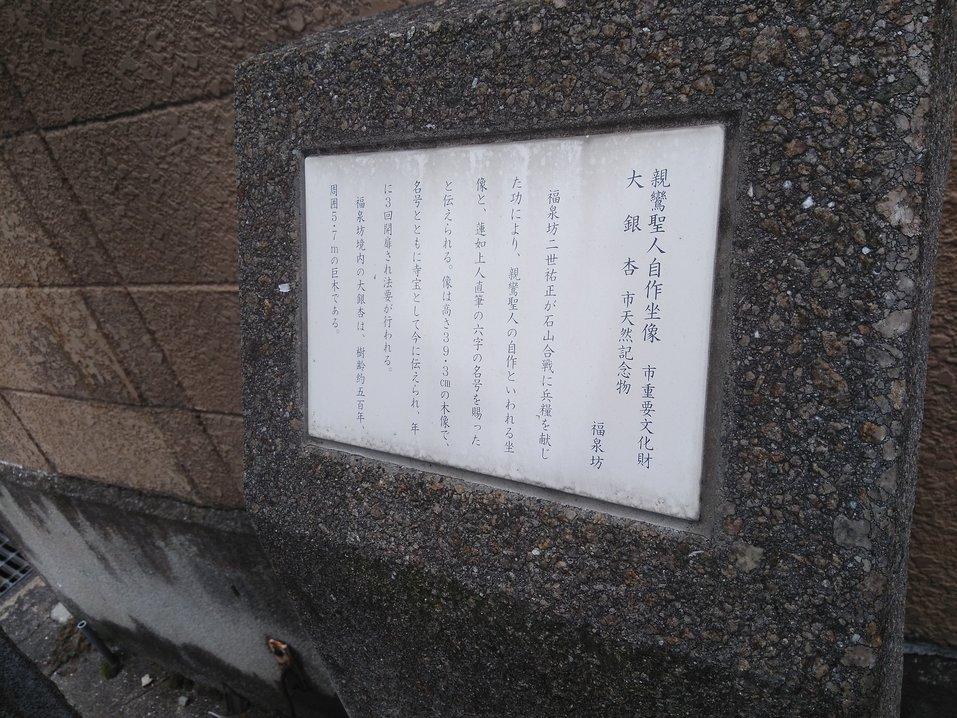 親鸞聖人自作坐像　市重要文化財
大銀杏　市天然記念物
福泉坊
福泉坊二世祐正が石山合戦に兵糧を献じ
た功により、親鸞聖人の自作といわれる坐
像と、蓮如上人直筆の六字の名号を賜った
と伝えられる。像は高さ39・3㎝の木像で、
名号とともに寺宝として今に伝えられ、年
に3回開扉され法要が行われる。
福泉坊境内の大銀杏は、樹齢約五百年、
周囲5・7mの巨木である。